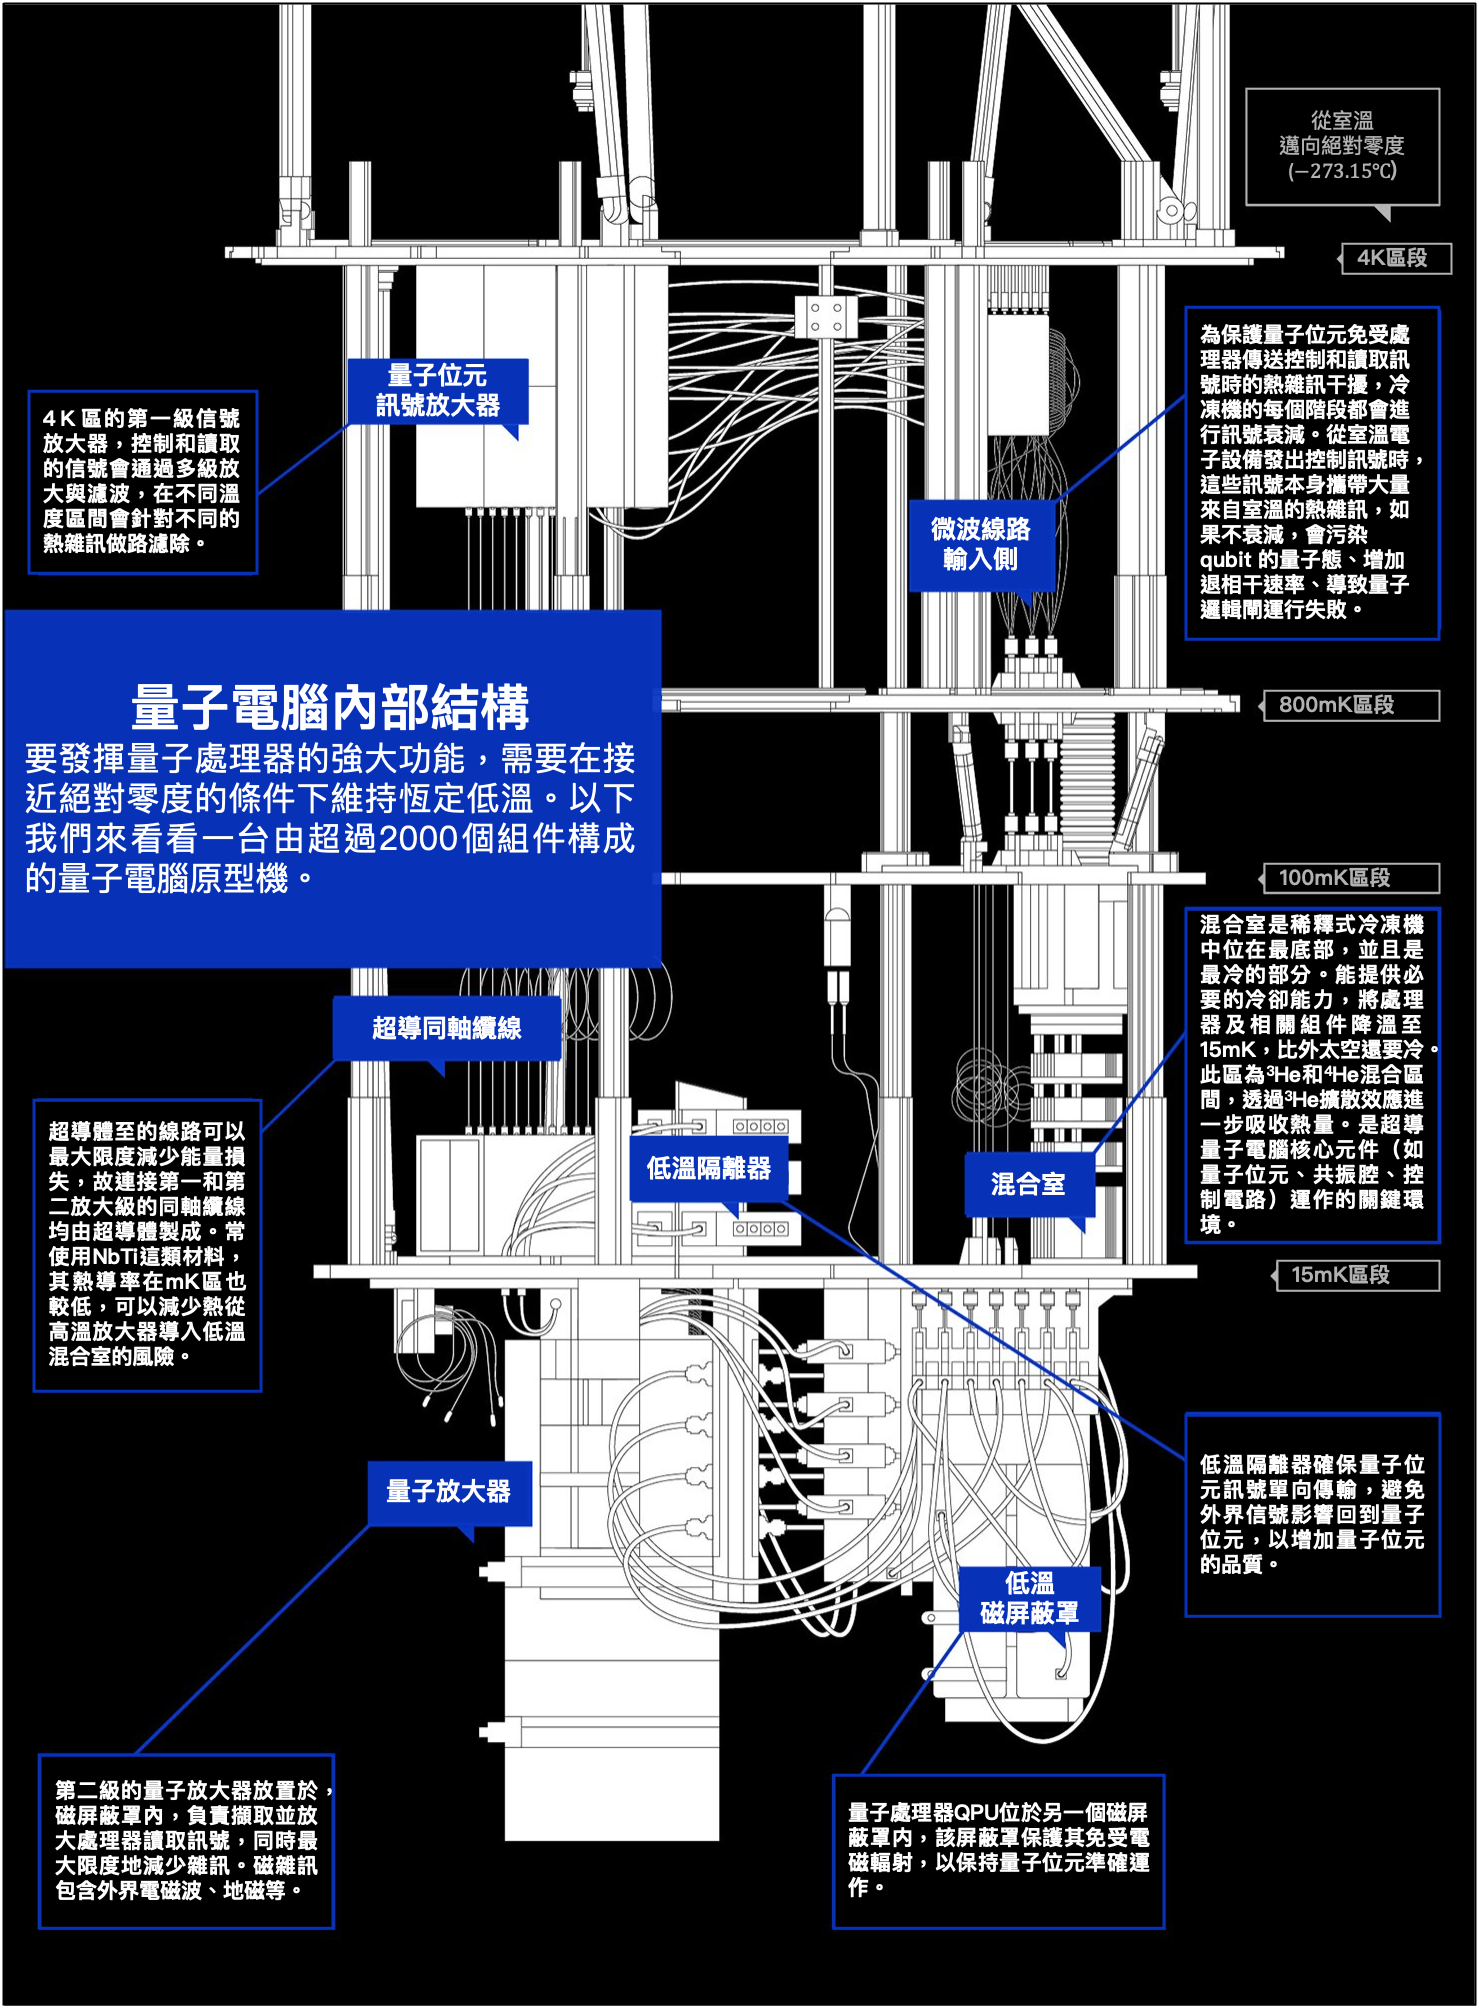 從室溫
邁向絕對零度
(−273.15℃)
4K區段
量子位元
訊號放大器
4K區的第一級信號
放大器，控制和讀取
的信號會通過多級放
大與濾波，在不同溫
度區間會針對不同的
熱雜訊做路濾除。
為保護量子位元免受處
理器傳送控制和讀取訊
號時的熱雜訊干擾，冷
凍機的每個階段都會進
行訊號衰減。從室溫電
子設備發出控制訊號時，
這些訊號本身攜帶大量
來自室溫的熱雜訊，如
果不衰減，會污染
qubit 的量子態、增加
退相干速率、導致量子
邏輯閘運行失敗。
微波線路
輸入側
量子電腦內部結構
要發揮量子處理器的強大功能，需要在接
近絕對零度的條件下維持恆定低溫。以下
我們來看看一台由超過2000個組件構成
的量子電腦原型機。
800mK區段
100mK區段
混合室是稀釋式冷凍機
中位在最底部，並且是
最冷的部分。能提供必
要的冷卻能力，將處理
器及相關組件降溫至
15mK，比外太空還要冷。
此區為³He和⁴He混合區
間，透過³He擴散效應進
一步吸收熱量。是超導
量子電腦核心元件（如
量子位元、共振腔、控
制電路）運作的關鍵環
境。
超導同軸纜線
超導體至的線路可以
最大限度減少能量損
失，故連接第一和第
二放大級的同軸纜線
均由超導體製成。常
使用NbTi這類材料，
其熱導率在mK區也
較低，可以減少熱從
高溫放大器導入低溫
混合室的風險。
低溫隔離器
混合室
15mK區段
量子放大器
低溫隔離器確保量子位
元訊號單向傳輸，避免
外界信號影響回到量子
位元，以增加量子位元
的品質。
低溫
磁屏蔽罩
第二級的量子放大器放置於，
磁屏蔽罩內，負責擷取並放
大處理器讀取訊號，同時最
大限度地減少雜訊。磁雜訊
包含外界電磁波、地磁等。
量子處理器QPU位於另一個磁屏
蔽罩內，該屏蔽罩保護其免受電
磁輻射，以保持量子位元準確運
作。